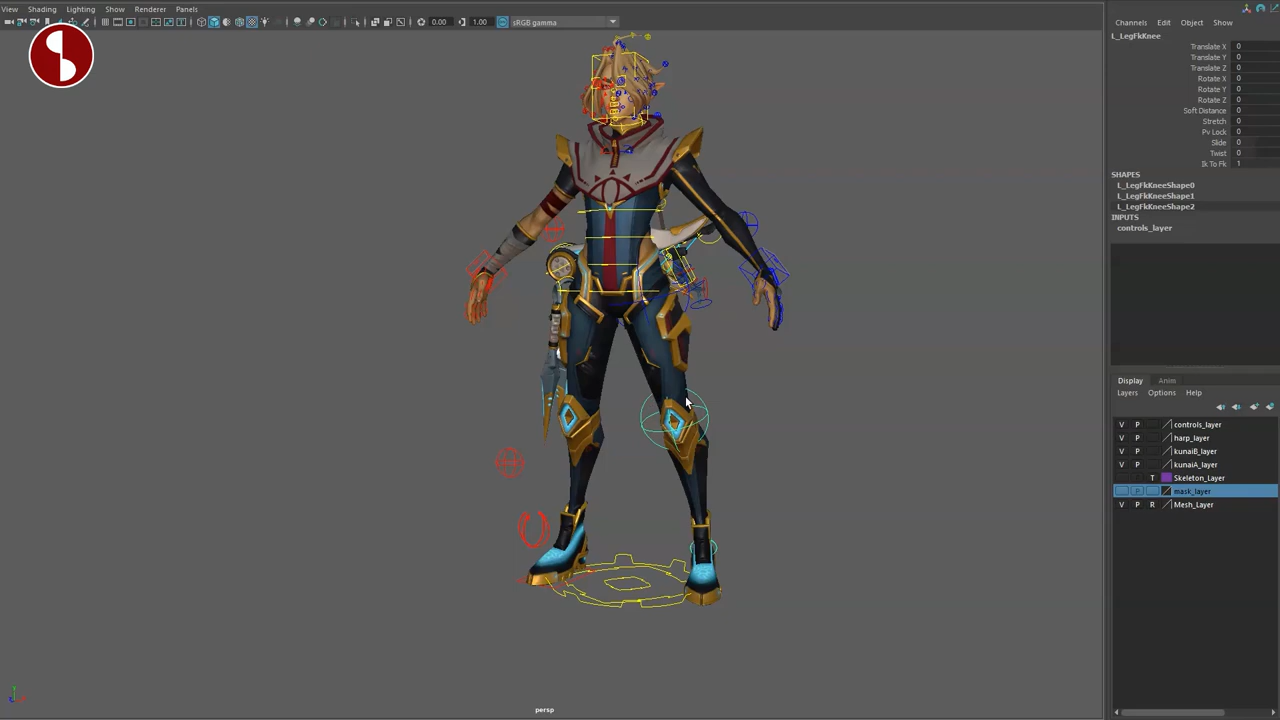 View Shading Lighting Show Renderer Panels
0.00 1.00 sRGB gamma
Channels Edit Object Show
L_LegFkKnee
Translate X 0
Translate Y 0
Translate Z 0
Rotate X 0
Rotate Y 0
Rotate Z 0
Soft Distance 0
Stretch 0
Pv Lock 0
Slide 0
Twist 0
Ik To Fk 1
SHAPES
L_LegFkKneeShape0
L_LegFkKneeShape1
L_LegFkKneeShape2
INPUTS
controls_layer
Display Anim
Layers Options Help
V P controls_layer
V P harp_layer
V P kunaiB_layer
V P kunaiA_layer
T Skeleton_Layer
P mask_layer
V P R Mesh_Layer
persp